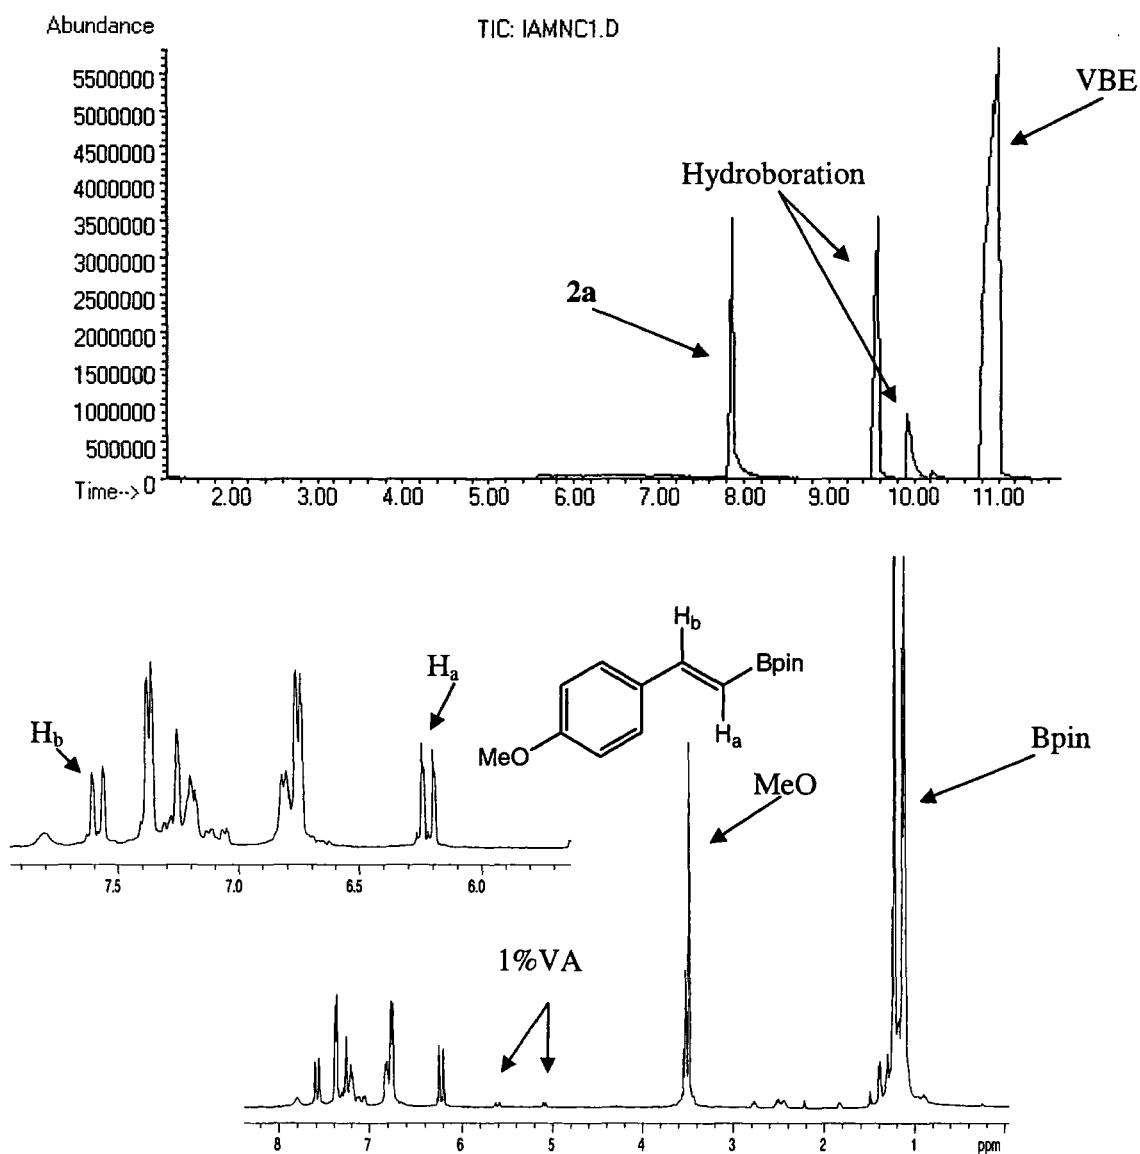 Abundance
TIC: IAMNC1.D
5500000
5000000
4500000
4000000
3500000
3000000
2500000
2000000
1500000
1000000
500000
0
Time-->
2.00 3.00 4.00 5.00 6.00 7.00 8.00 9.00 10.00 11.00
VBE
Hydroboration
2a
Hb
Ha
Hb
Bpin
Ha
MeO
MeO
Bpin
7.5 7.0 6.5 6.0
1%VA
8 7 6 5 4 3 2 1 ppm